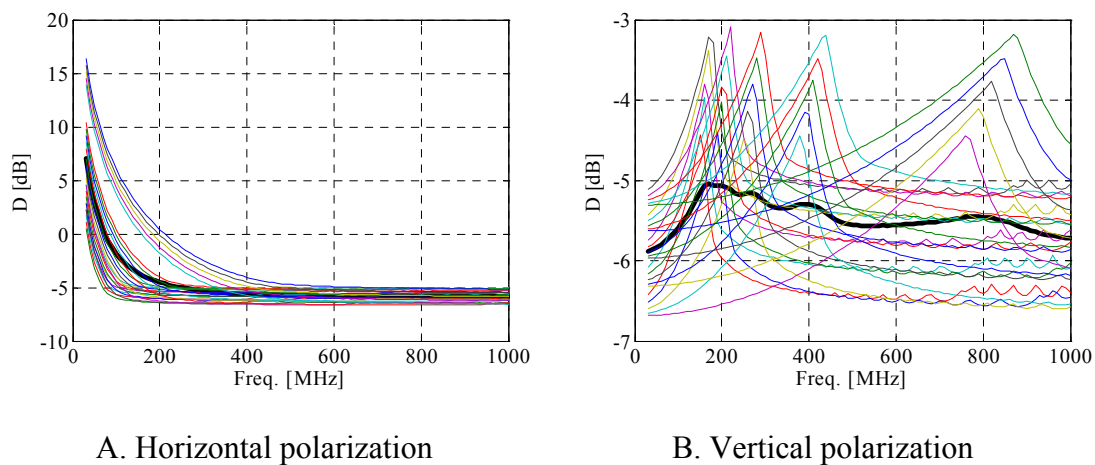 20
15
10
5
0
-5
-10
0 200 400 600 800 1000
D [dB]
Freq. [MHz]
A. Horizontal polarization
-3
-4
-5
-6
-7
0 200 400 600 800 1000
D [dB]
Freq. [MHz]
B. Vertical polarization